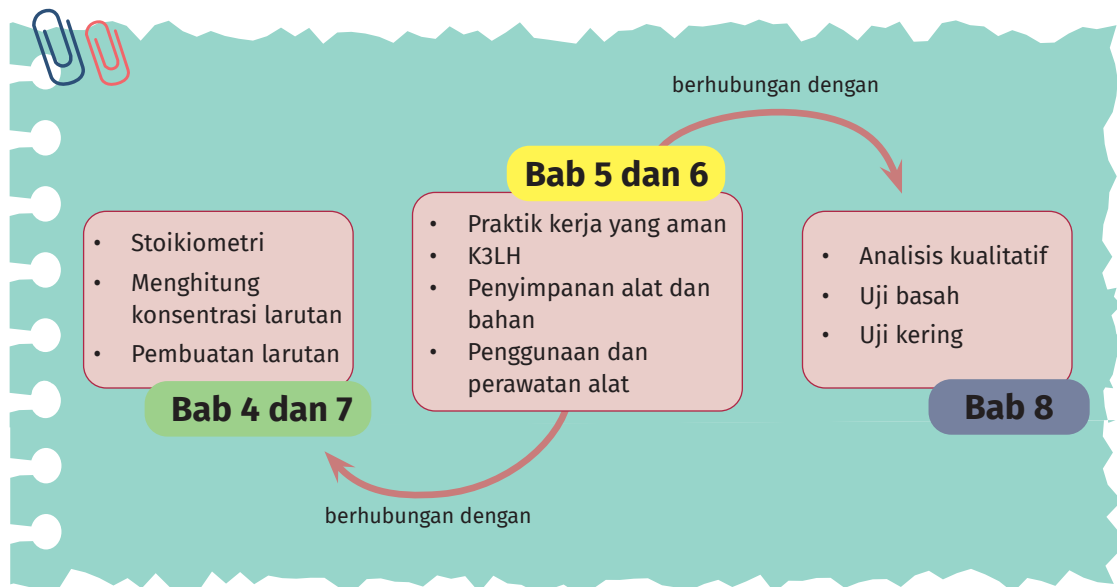 berhubungan dengan
Bab 5 dan 6
• Stoikiometri
• Menghitung
konsentrasi larutan
• Pembuatan larutan
Bab 4 dan 7
• Praktik kerja yang aman
• K3LH
• Penyimpanan alat dan
bahan
• Penggunaan dan
perawatan alat
• Analisis kualitatif
• Uji basah
• Uji kering
Bab 8
berhubungan dengan